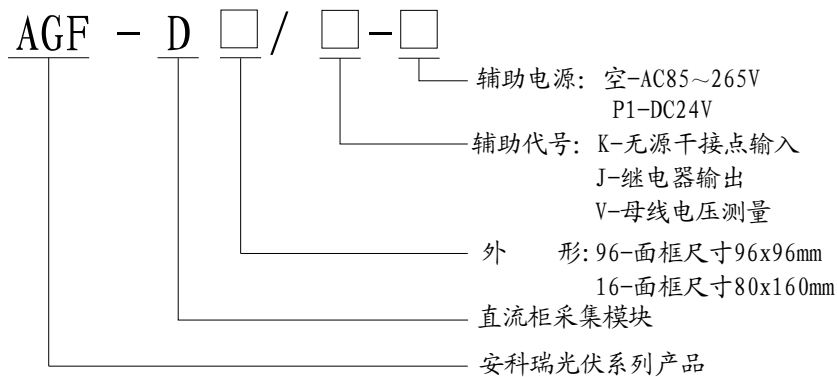 AGF - D □ / □-□
辅助电源: 空-AC85～265V
P1-DC24V
辅助代号: K-无源干接点输入
J-继电器输出
V-母线电压测量
外 形: 96-面框尺寸96x96mm
16-面框尺寸80x160mm
直流柜采集模块
安科瑞光伏系列产品